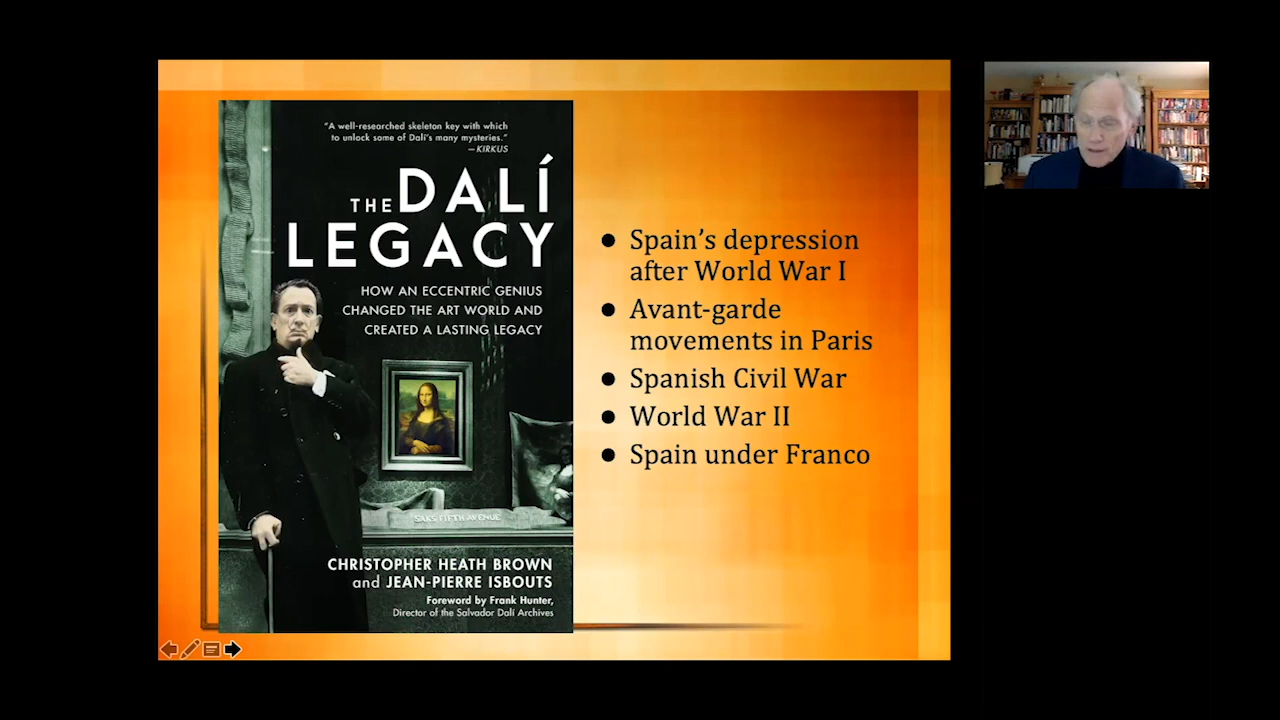 “A well-researched skeleton key with which
to unlock some of Dalí’s many mysteries.”
—KIRKUS
THE DALÍ
LEGACY
HOW AN ECCENTRIC GENIUS
CHANGED THE ART WORLD AND
CREATED A LASTING LEGACY
SAKS FIFTH AVENUE
CHRISTOPHER HEATH BROWN
and JEAN-PIERRE ISBOUTS
Foreword by Frank Hunter,
Director of the Salvador Dalí Archives
● Spain’s depression
after World War I
● Avant-garde
movements in Paris
● Spanish Civil War
● World War II
● Spain under Franco